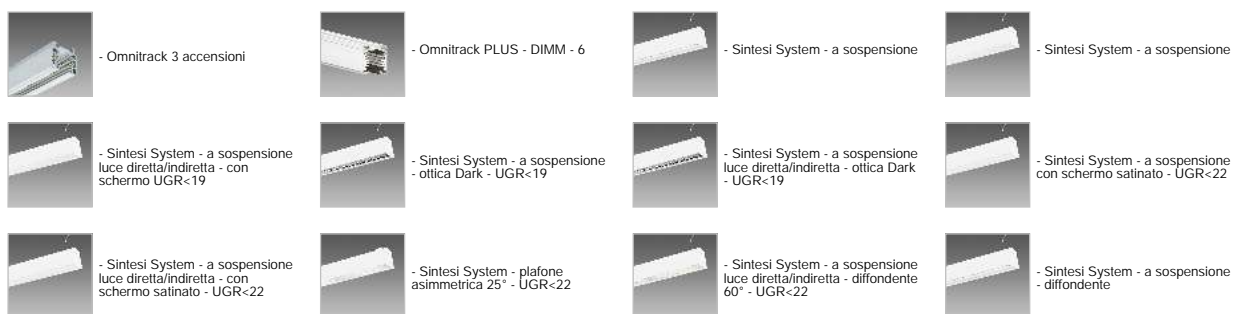 - Omnitrack 3 accensioni
- Omnitrack PLUS - DIMM - 6
- Sintesi System - a sospensione
- Sintesi System - a sospensione
- Sintesi System - a sospensione
luce diretta/indiretta - con
schermo UGR<19
- Sintesi System - a sospensione
- ottica Dark - UGR<19
- Sintesi System - a sospensione
luce diretta/indiretta - ottica Dark
- UGR<19
- Sintesi System - a sospensione
con schermo satinato - UGR<22
- Sintesi System - a sospensione
luce diretta/indiretta - con
schermo satinato - UGR<22
- Sintesi System - plafone
asimmetrica 25° - UGR<22
- Sintesi System - a sospensione
luce diretta/indiretta - diffondente
60° - UGR<22
- Sintesi System - a sospensione
- diffondente